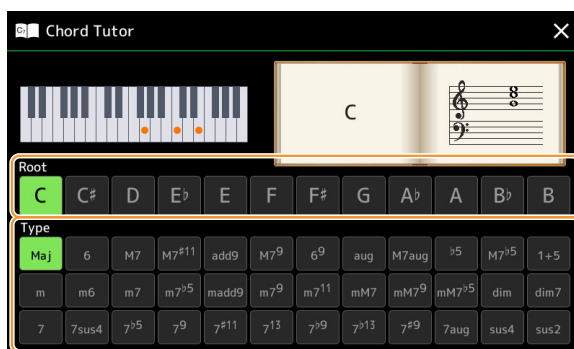 Chord Tutor
C
Root
C C♯ D E♭ E F F♯ G A♭ A B♭ B
Type
Maj 6 M7 M7♯11 add9 M79 69 aug M7aug ♭5 M7♭5 1+5
m m6 m7 m7♭5 madd9 m79 m711 mM7 mM79 mM7♭5 dim dim7
7 7sus4 7♭5 79 7♯11 713 7♭9 7♭13 7♯9 7aug sus4 sus2